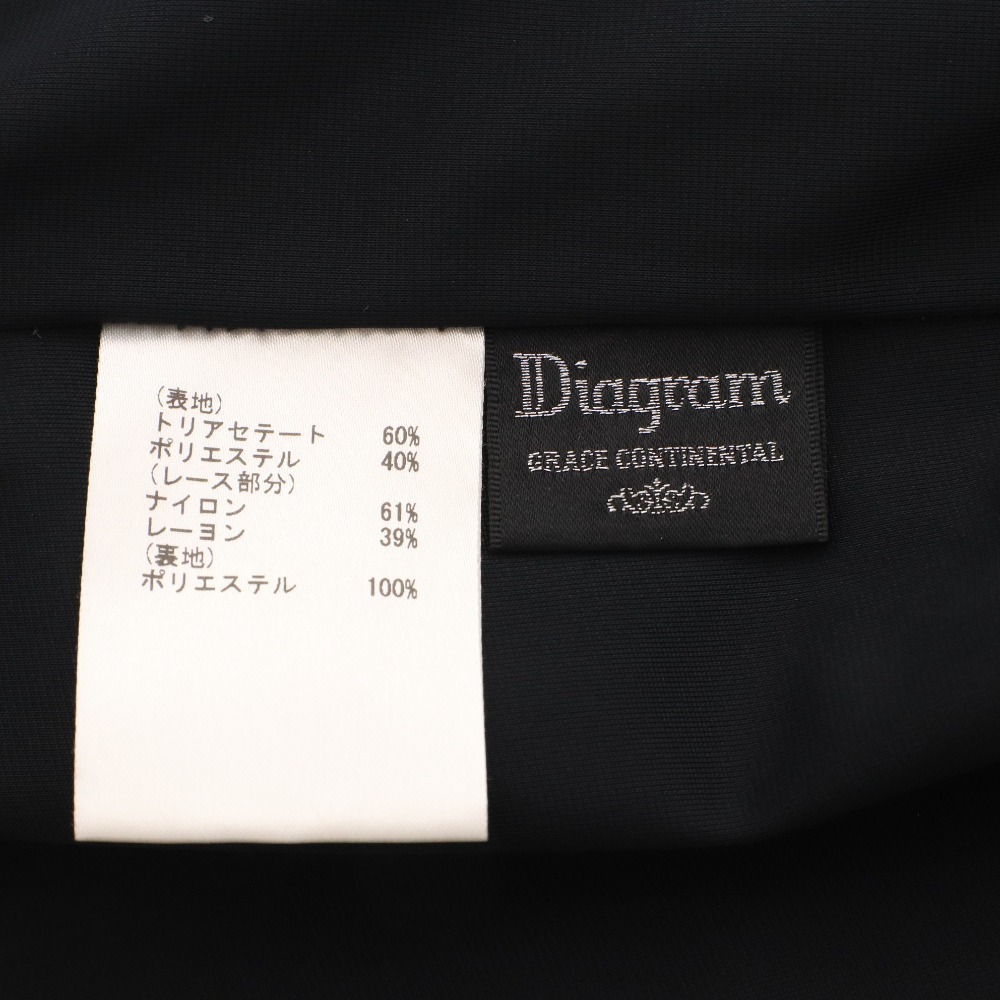 (表地)
トリアセテート 60%
ポリエステル 40%
(レース部分)
ナイロン 61%
レーヨン 39%
(裏地)
ポリエステル 100%
Diagram
GRACE CONTINENTAL